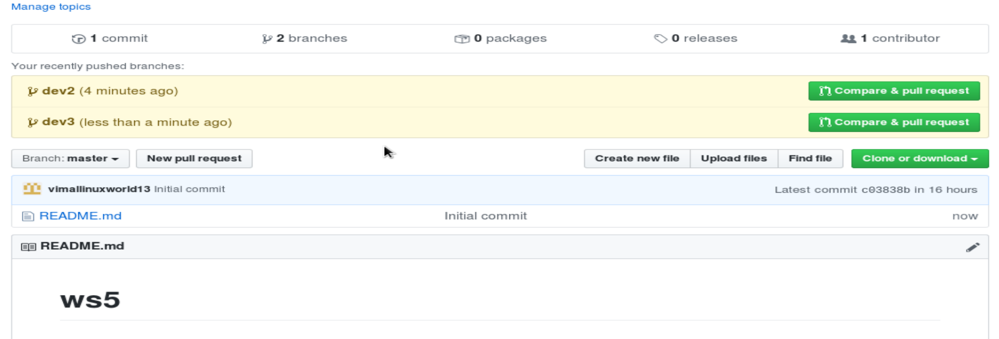 Manage topics
1 commit 2 branches 0 packages 0 releases 1 contributor
Your recently pushed branches:
dev2 (4 minutes ago) Compare & pull request
dev3 (less than a minute ago) Compare & pull request
Branch: master New pull request Create new file Upload files Find file Clone or download
vimallinuxworld13 Initial commit Latest commit c03838b in 16 hours
README.md Initial commit now
README.md
ws5